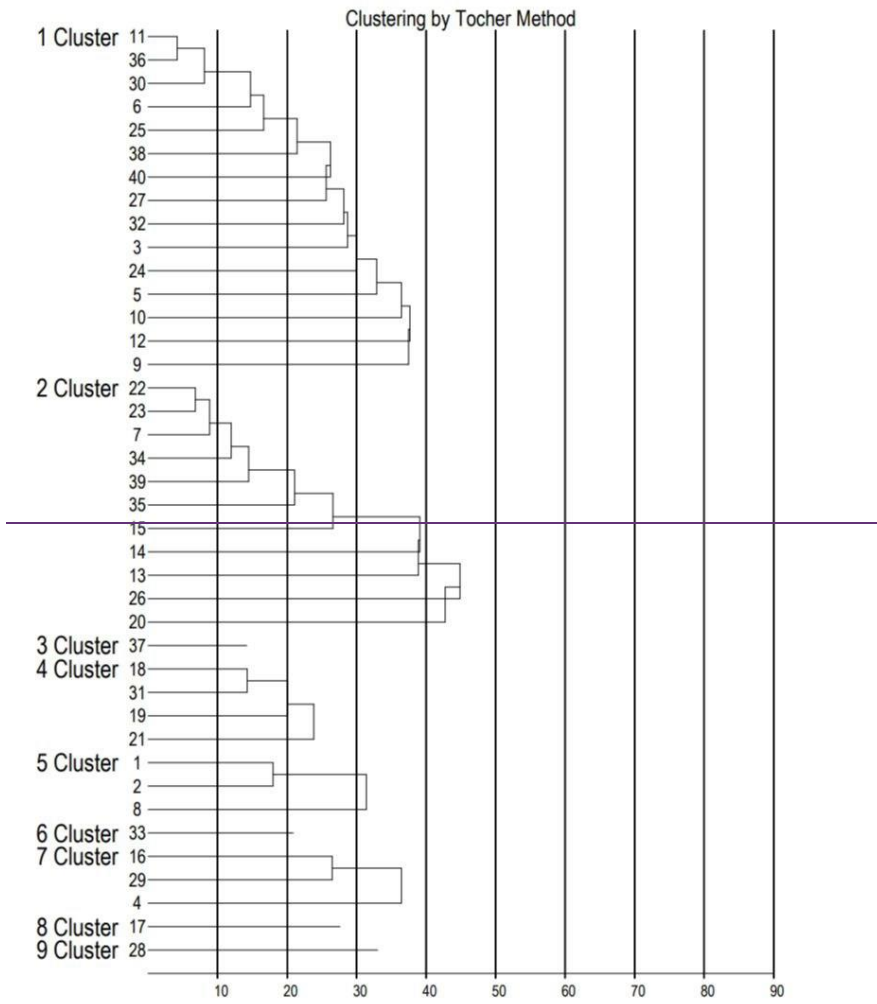 Clustering by Tocher Method
1 Cluster 11
36
30
6
25
38
40
27
32
3
24
5
10
12
9
2 Cluster 22
23
7
34
39
35
15
14
13
26
20
3 Cluster 37
4 Cluster 18
31
19
21
5 Cluster 1
2
8
6 Cluster 33
7 Cluster 16
29
4
8 Cluster 17
9 Cluster 28
10 20 30 40 50 60 70 80 90